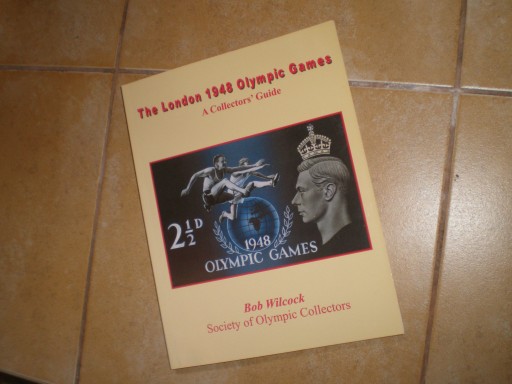 The London 1948 Olympic Games
A Collectors' Guide
2½D
1948
OLYMPIC GAMES
Bob Wilcock
Society of Olympic Collectors